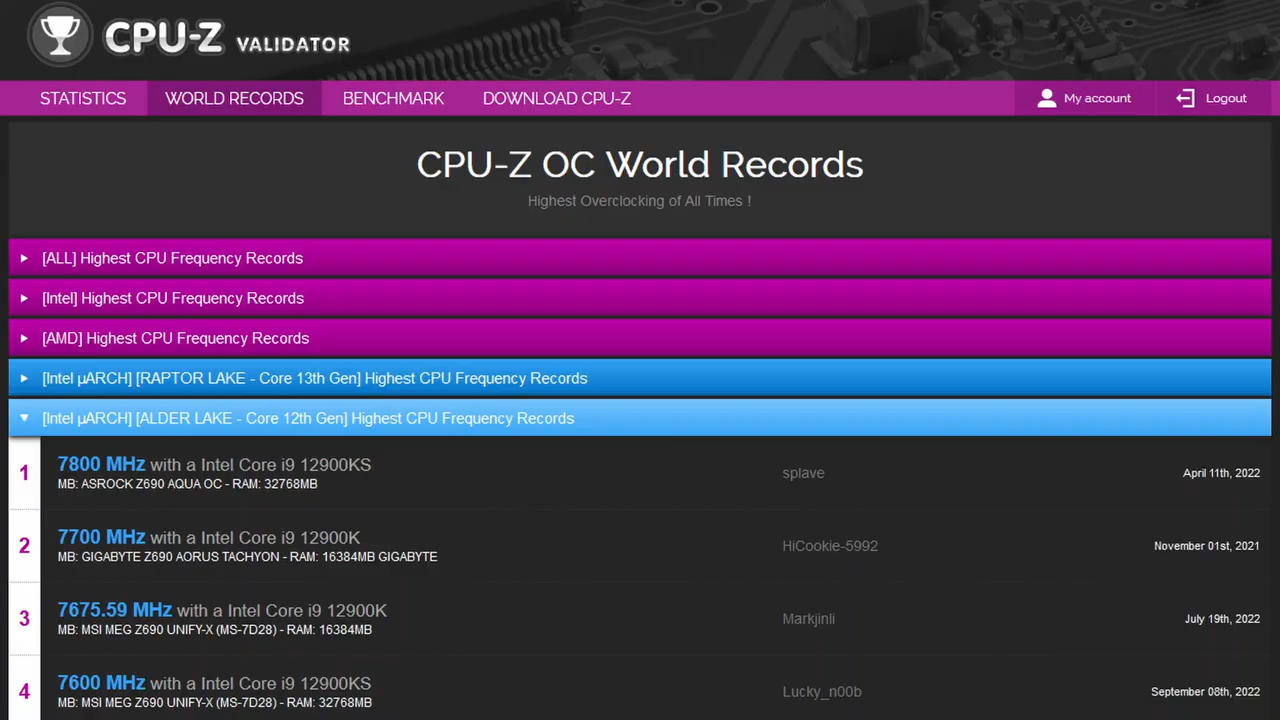 CPU-Z VALIDATOR
STATISTICS WORLD RECORDS BENCHMARK DOWNLOAD CPU-Z My account Logout
CPU-Z OC World Records
Highest Overclocking of All Times !
[ALL] Highest CPU Frequency Records
[Intel] Highest CPU Frequency Records
[AMD] Highest CPU Frequency Records
[Intel µARCH] [RAPTOR LAKE - Core 13th Gen] Highest CPU Frequency Records
[Intel µARCH] [ALDER LAKE - Core 12th Gen] Highest CPU Frequency Records
1 7800 MHz with a Intel Core i9 12900KS splave April 11th, 2022
MB: ASROCK Z690 AQUA OC - RAM: 32768MB
2 7700 MHz with a Intel Core i9 12900K HiCookie-5992 November 01st, 2021
MB: GIGABYTE Z690 AORUS TACHYON - RAM: 16384MB GIGABYTE
3 7675.59 MHz with a Intel Core i9 12900K Markjinli July 19th, 2022
MB: MSI MEG Z690 UNIFY-X (MS-7D28) - RAM: 16384MB
4 7600 MHz with a Intel Core i9 12900KS Lucky_n00b September 08th, 2022
MB: MSI MEG Z690 UNIFY-X (MS-7D28) - RAM: 32768MB